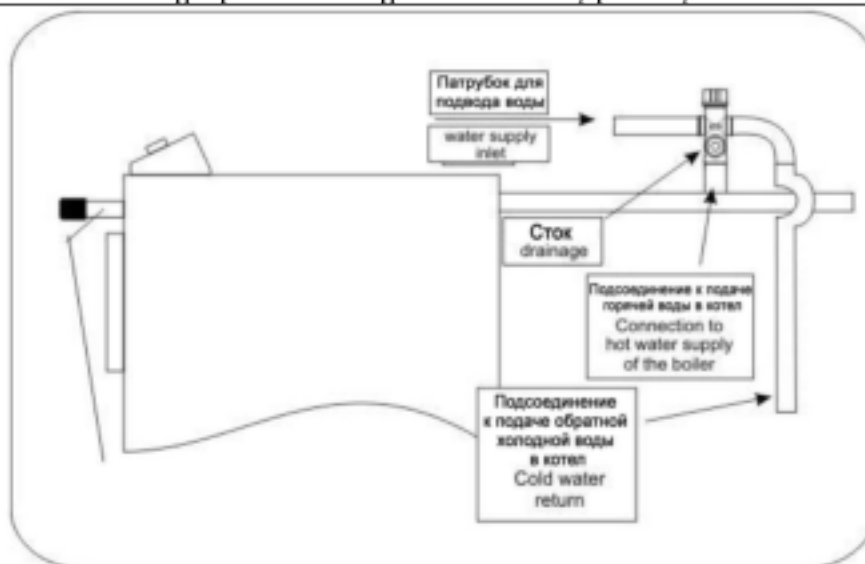 Патрубок для
подвода воды
water supply
inlet
Сток
drainage
Подсоединение к подаче
горячей воды в котел
Connection to
hot water supply
of the boiler
Подсоединение
к подаче обратной
холодной воды
в котел
Cold water
return